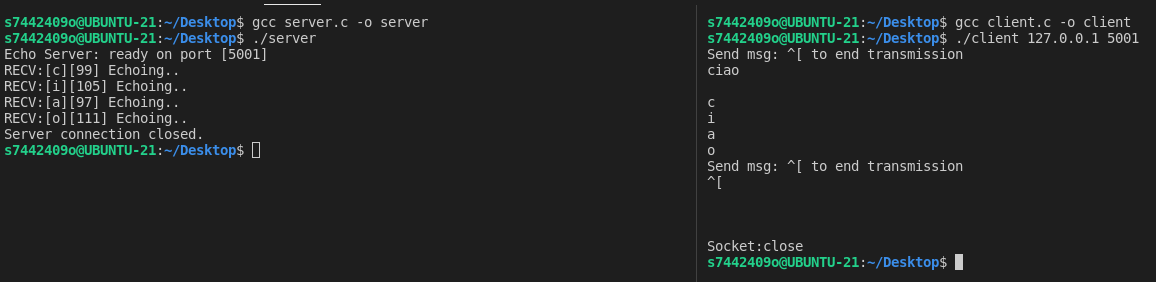 s7442409o@UBUNTU-21:~/Desktop$ gcc server.c -o server
s7442409o@UBUNTU-21:~/Desktop$ ./server
Echo Server: ready on port [5001]
RECV:[c][99] Echoing..
RECV:[i][105] Echoing..
RECV:[a][97] Echoing..
RECV:[o][111] Echoing..
Server connection closed.
s7442409o@UBUNTU-21:~/Desktop$
s7442409o@UBUNTU-21:~/Desktop$ gcc client.c -o client
s7442409o@UBUNTU-21:~/Desktop$ ./client 127.0.0.1 5001
Send msg: ^[ to end transmission
ciao
c
i
a
o
Send msg: ^[ to end transmission
^[
Socket:close
s7442409o@UBUNTU-21:~/Desktop$